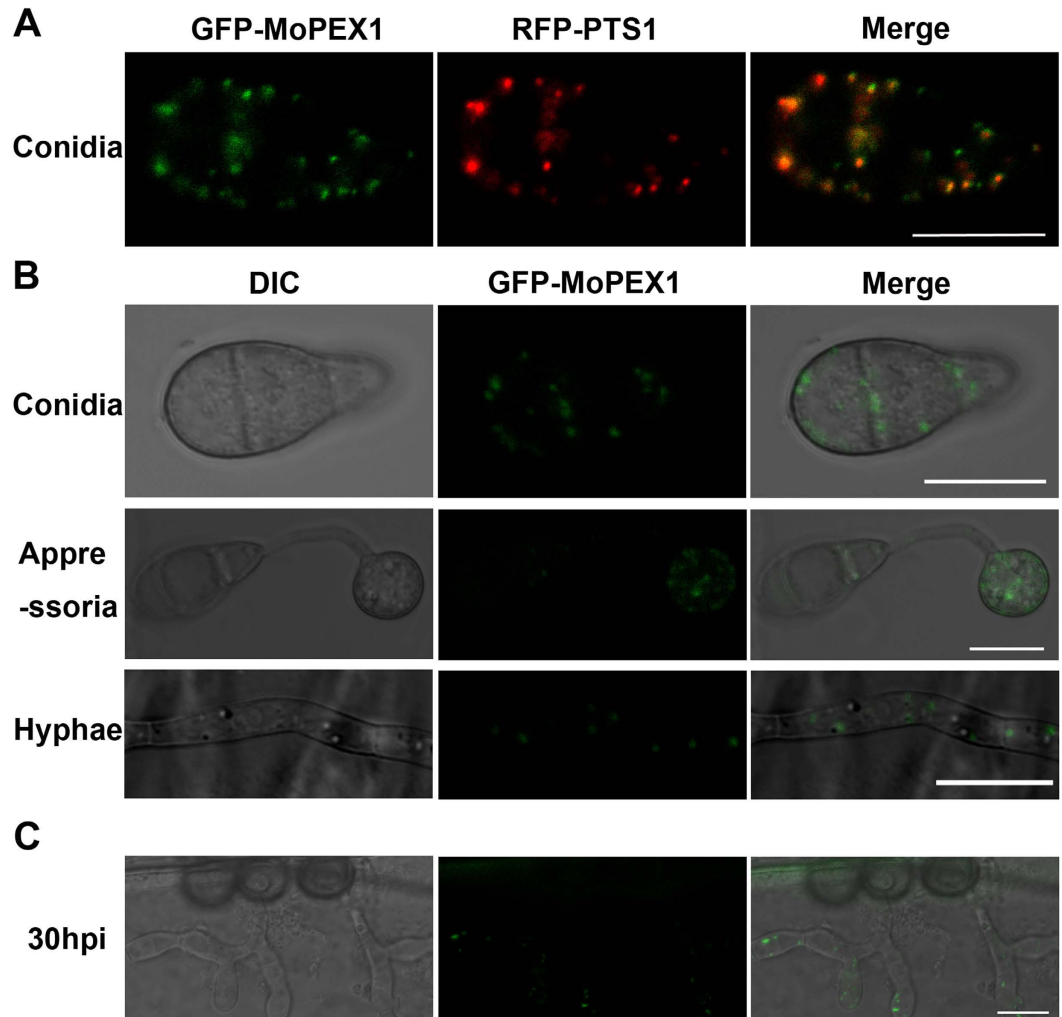 A
GFP-MoPEX1 RFP-PTS1 Merge
Conidia
B
DIC GFP-MoPEX1 Merge
Conidia
Appre
-ssoria
Hyphae
C
30hpi